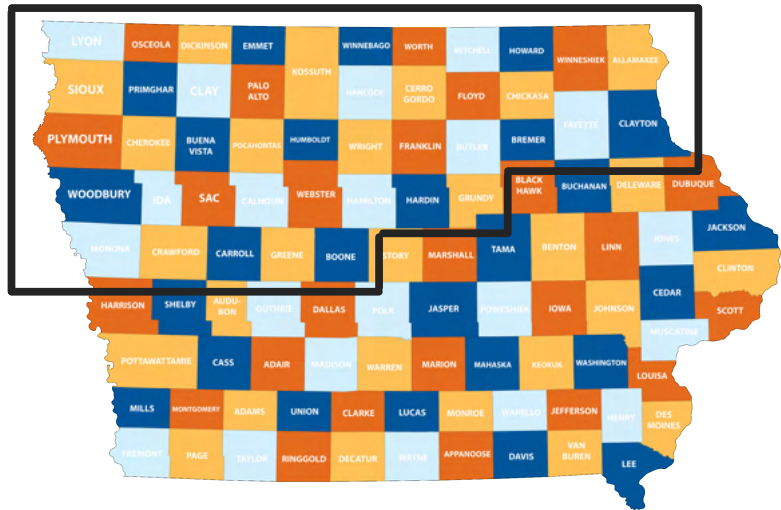 LYON
OSCEOLA
DICKINSON
EMMET
WINNEBAGO
WORTH
MITCHELL
HOWARD
WINNESHIEK
ALLAMAKEE
SIOUX
PRIMGHAR
CLAY
PALO
ALTO
KOSSUTH
HANCOCK
CERRO
GORDO
FLOYD
CHICKASA
FAYETTE
CLAYTON
PLYMOUTH
CHEROKEE
BUENA
VISTA
POCAHONTAS
HUMBOLDT
WRIGHT
FRANKLIN
BUTLER
BREMER
WOODBURY
IDA
SAC
CALHOUN
WEBSTER
HAMILTON
HARDIN
GRUNDY
BLACK
HAWK
BUCHANAN
DELEWARE
DUBUQUE
MONONA
CRAWFORD
CARROLL
GREENE
BOONE
STORY
MARSHALL
TAMA
BENTON
LINN
JONES
JACKSON
CLINTON
HARRISON
SHELBY
AUDU-
BON
GUTHRIE
DALLAS
POLK
JASPER
POWESHIEK
IOWA
JOHNSON
CEDAR
SCOTT
MUSCATINE
POTTAWATTAMIE
CASS
ADAIR
MADISON
WARREN
MARION
MAHASKA
KEOKUK
WASHINGTON
LOUISA
MILLS
MONTGOMERY
ADAMS
UNION
CLARKE
LUCAS
MONROE
WAPELLO
JEFFERSON
HENRY
DES
MOINES
FREMONT
PAGE
TAYLOR
RINGGOLD
DECATUR
WAYNE
APPANOOSE
DAVIS
VAN
BUREN
LEE